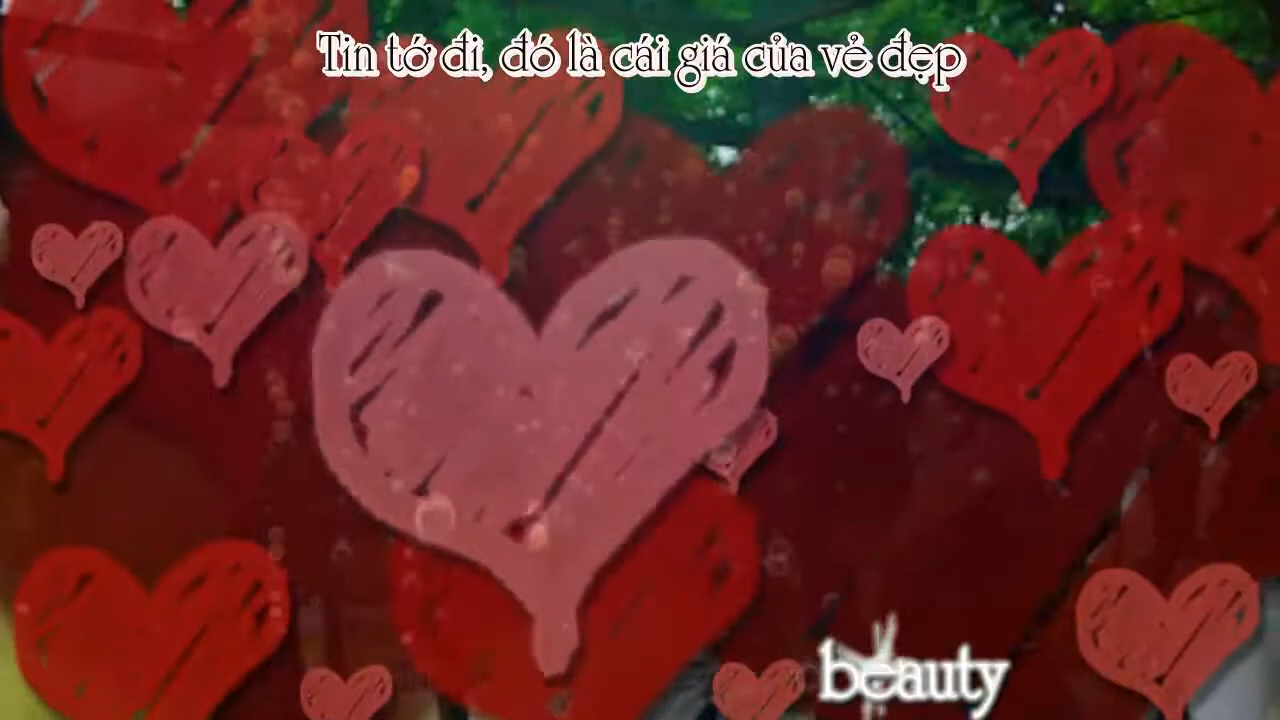 Tin tớ đi, đó là cái giá của vẻ đẹp
beauty